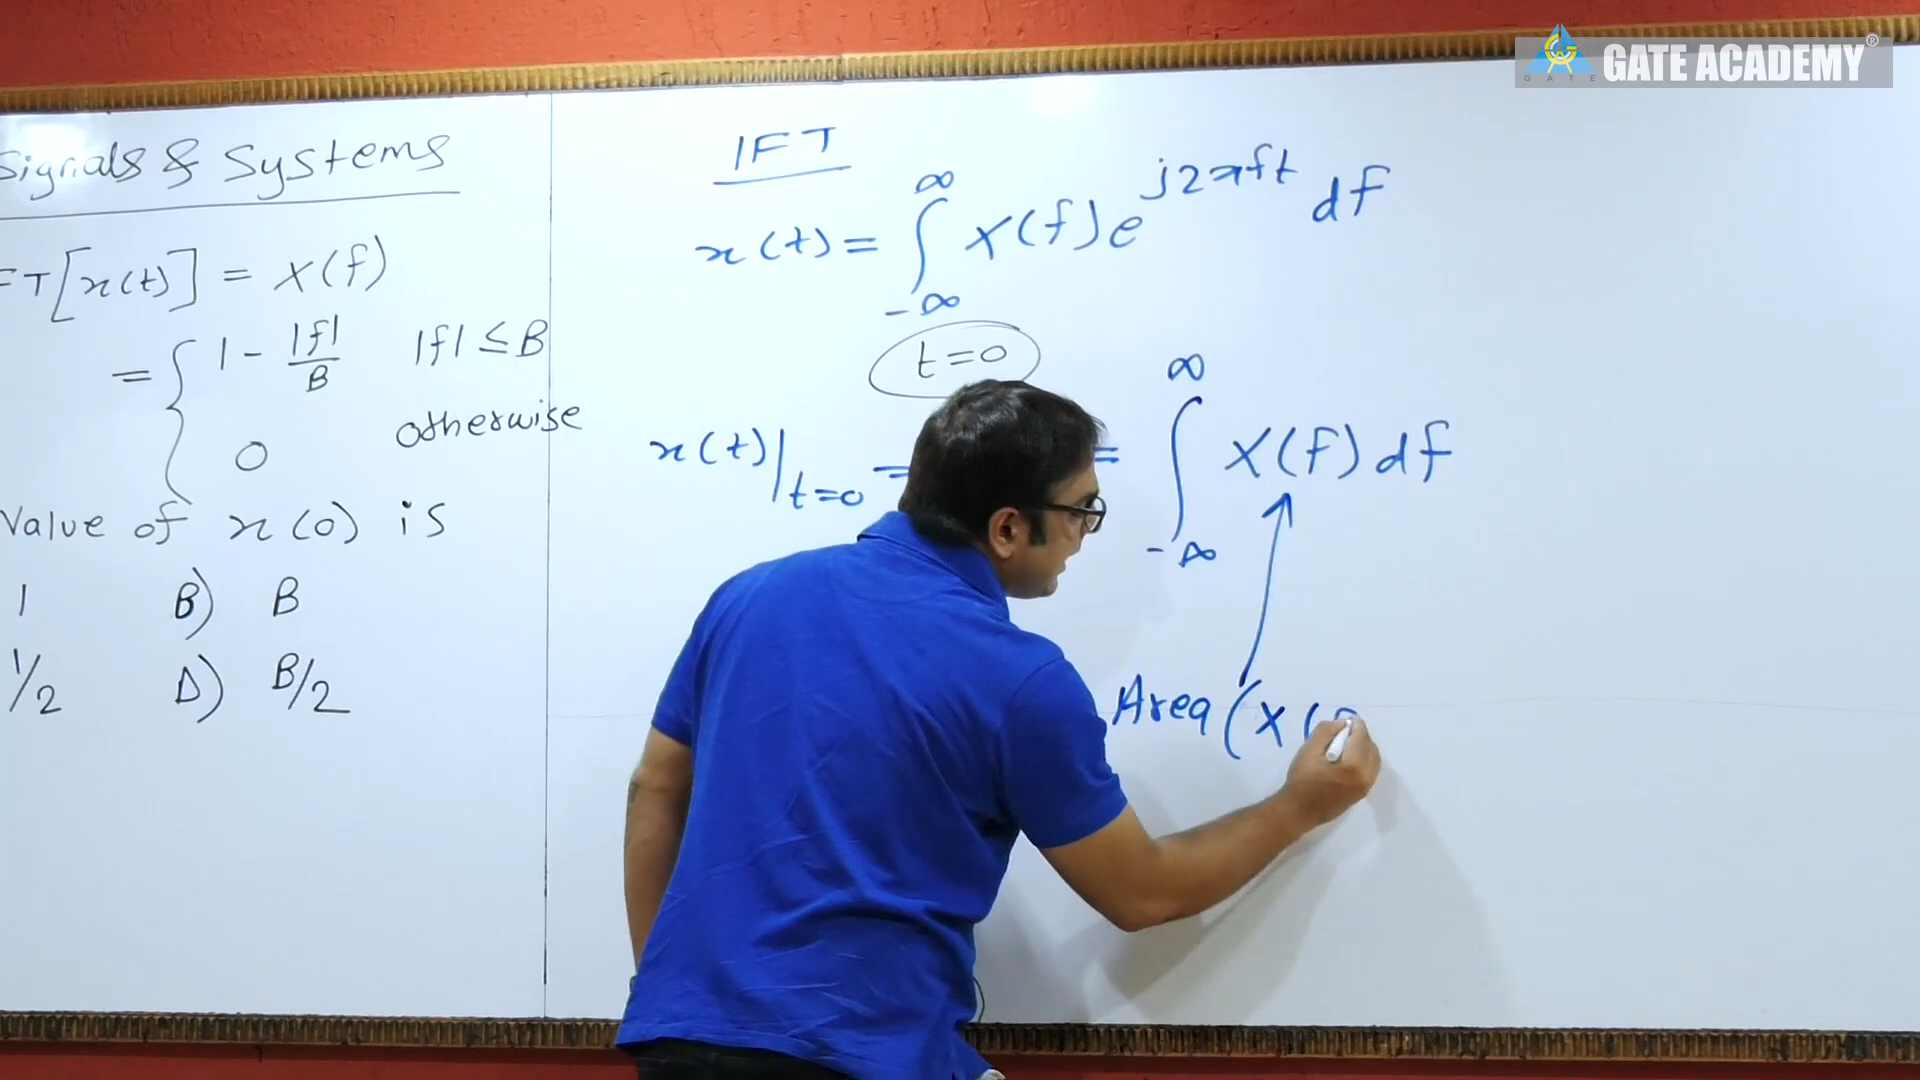 GATE ACADEMY®
GATE
Signals & Systems
FT[x(t)] = X(f)
= { 1 - |f|/B |f| ≤ B
0 otherwise
Value of x(0) is
1 B) B
1/2 D) B/2
IFT
x(t) = ∫_{-∞}^{∞} X(f) e^{j2πft} df
t=0
x(t)|_{t=0} = = ∫_{-∞}^{∞} X(f) df
Area (X(